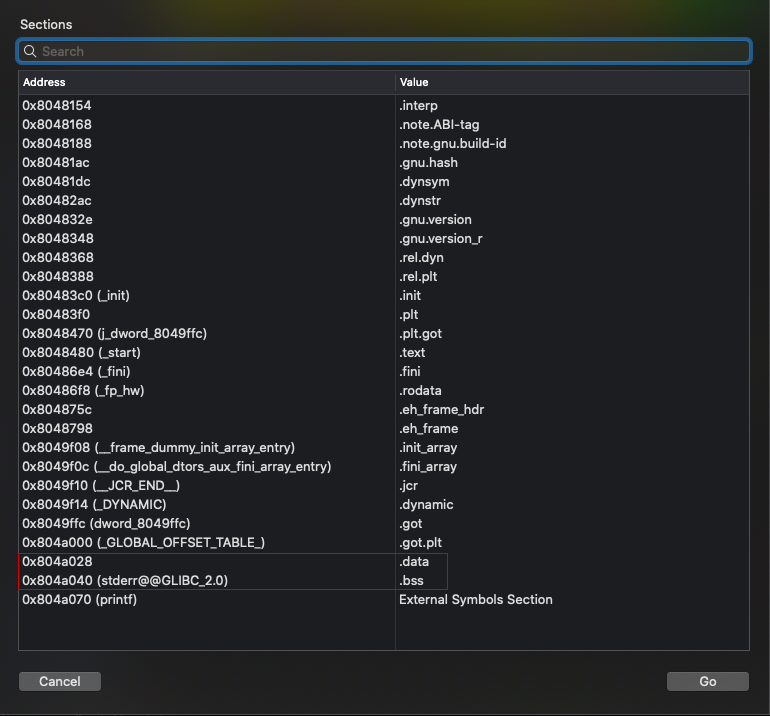 Sections
Search
Address Value
0x8048154 .interp
0x8048168 .note.ABI-tag
0x8048188 .note.gnu.build-id
0x80481ac .gnu.hash
0x80481dc .dynsym
0x80482ac .dynstr
0x804832e .gnu.version
0x8048348 .gnu.version_r
0x8048368 .rel.dyn
0x8048388 .rel.plt
0x80483c0 (_init) .init
0x80483f0 .plt
0x8048470 (j_dword_8049ffc) .plt.got
0x8048480 (_start) .text
0x80486e4 (_fini) .fini
0x80486f8 (_fp_hw) .rodata
0x804875c .eh_frame_hdr
0x8048798 .eh_frame
0x8049f08 (__frame_dummy_init_array_entry) .init_array
0x8049f0c (__do_global_dtors_aux_fini_array_entry) .fini_array
0x8049f10 (__JCR_END__) .jcr
0x8049f14 (_DYNAMIC) .dynamic
0x8049ffc (dword_8049ffc) .got
0x804a000 (_GLOBAL_OFFSET_TABLE_) .got.plt
0x804a028 .data
0x804a040 (stderr@@GLIBC_2.0) .bss
0x804a070 (printf) External Symbols Section
Cancel Go